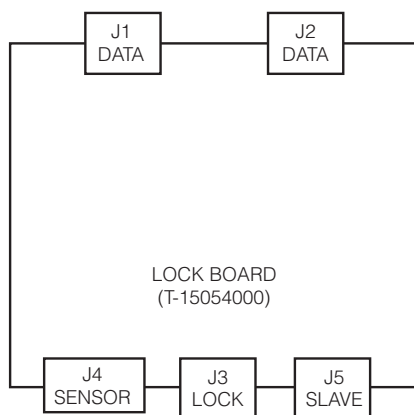 J1
DATA
J2
DATA
LOCK BOARD
(T-15054000)
J4
SENSOR
J3
LOCK
J5
SLAVE